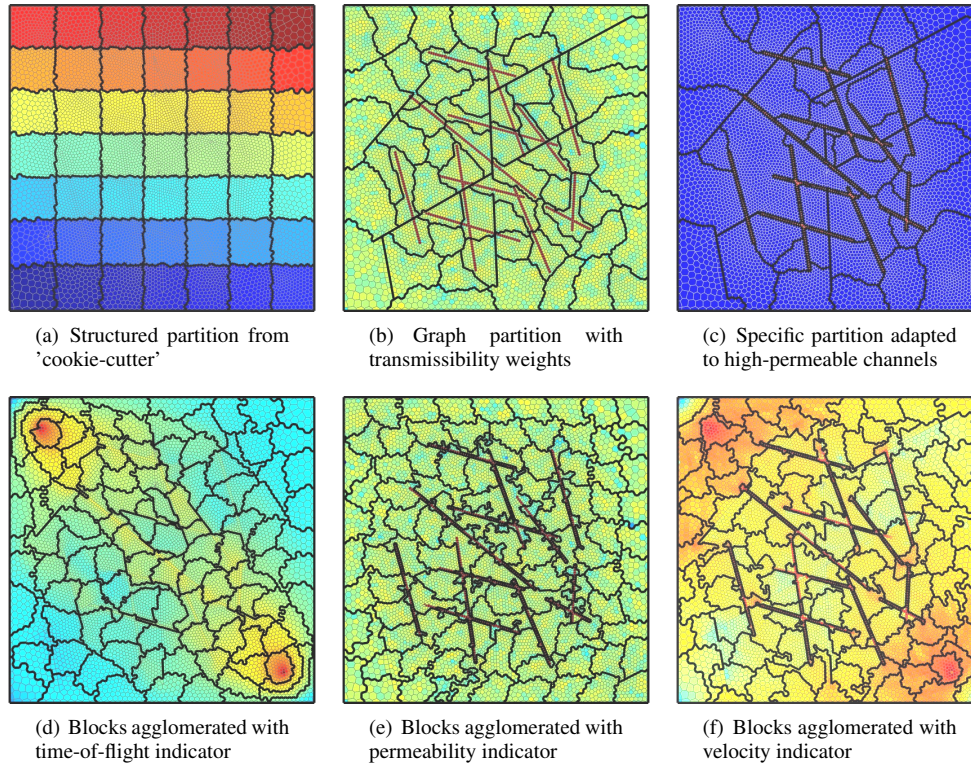 (a) Structured partition from
’cookie-cutter’
(b) Graph partition with
transmissibility weights
(c) Specific partition adapted
to high-permeable channels
(d) Blocks agglomerated with
time-of-flight indicator
(e) Blocks agglomerated with
permeability indicator
(f) Blocks agglomerated with
velocity indicator